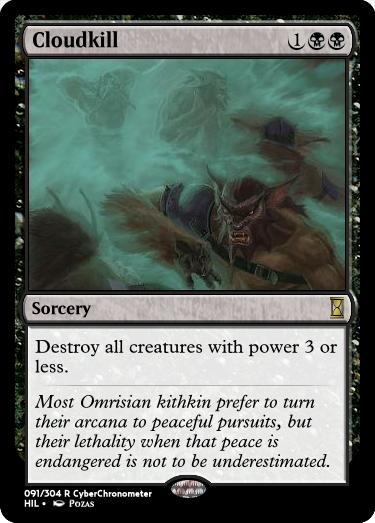 Cloudkill 1
Sorcery
Destroy all creatures with power 3 or
less.
Most Omrisian kithkin prefer to turn
their arcana to peaceful pursuits, but
their lethality when that peace is
endangered is not to be underestimated.
091/304 R CyberChronometer
HIL • Pozas